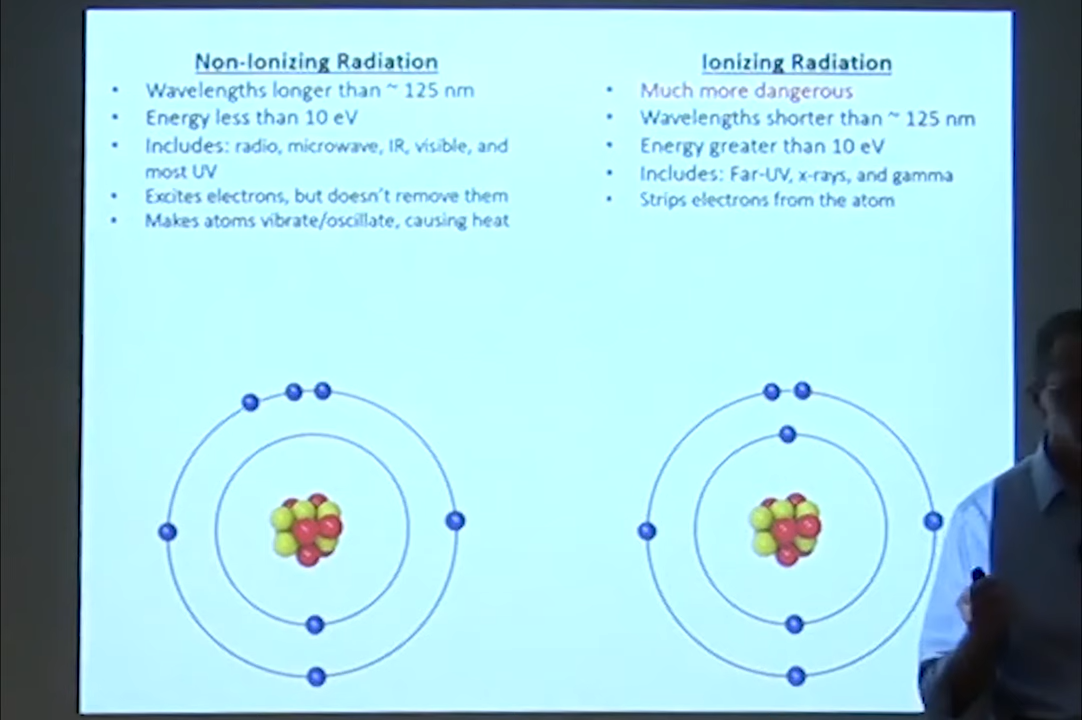 Non-Ionizing Radiation
• Wavelengths longer than ~ 125 nm
• Energy less than 10 eV
• Includes: radio, microwave, IR, visible, and
most UV
• Excites electrons, but doesn't remove them
• Makes atoms vibrate/oscillate, causing heat
Ionizing Radiation
• Much more dangerous
• Wavelengths shorter than ~ 125 nm
• Energy greater than 10 eV
• Includes: Far-UV, x-rays, and gamma
• Strips electrons from the atom